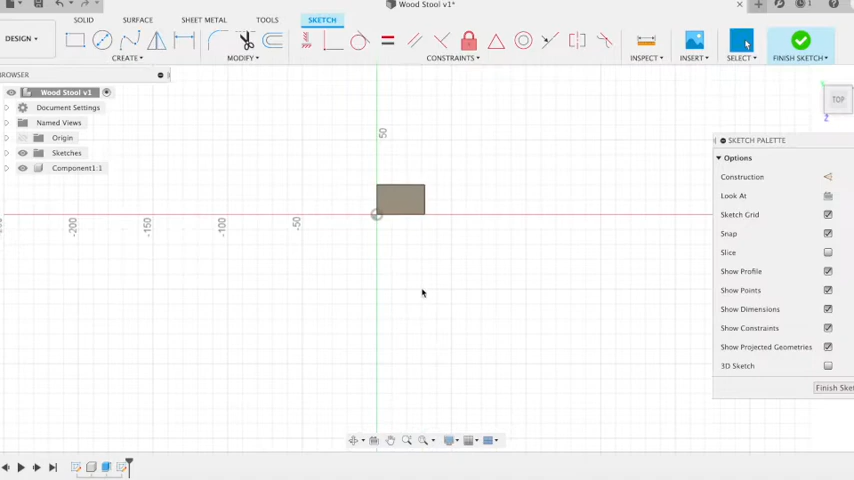 Wood Stool v1*
1
SOLID SURFACE SHEET METAL TOOLS SKETCH
DESIGN
CREATE MODIFY CONSTRAINTS INSPECT INSERT SELECT FINISH SKETCH
BROWSER
Wood Stool v1
Document Settings
Named Views
Origin
Sketches
Component1:1
TOP
Z
50
-200
-150
-100
-50
SKETCH PALETTE
Options
Construction
Look At
Sketch Grid
Snap
Slice
Show Profile
Show Points
Show Dimensions
Show Constraints
Show Projected Geometries
3D Sketch
Finish Sket